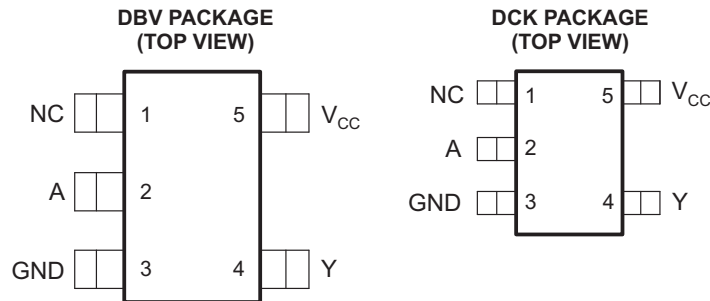 DBV PACKAGE
(TOP VIEW)
NC 1 5 VCC
A 2
GND 3 4 Y
DCK PACKAGE
(TOP VIEW)
NC 1 5 VCC
A 2
GND 3 4 Y